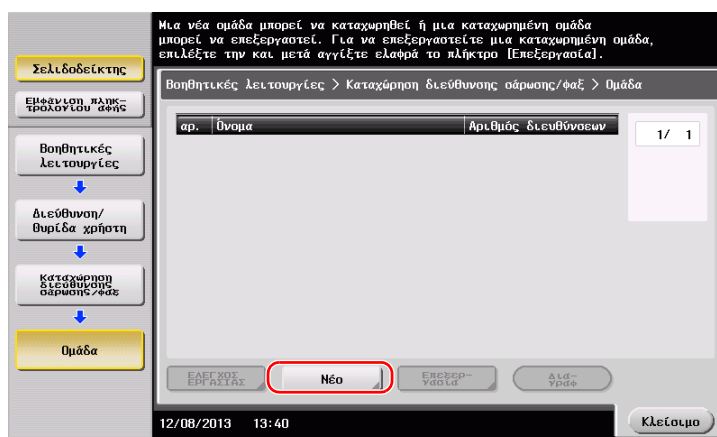 Μια νέα ομάδα μπορεί να καταχωρηθεί ή μια καταχωρημένη ομάδα
μπορεί να επεξεργαστεί. Για να επεξεργαστείτε μια καταχωρημένη ομάδα,
επιλέξτε την και μετά αγγίξτε ελαφρά το πλήκτρο [Επεξεργασία].
Σελιδοδείκτης
Εμφάνιση πληκ-
τρολογίου αφής
Βοηθητικές λειτουργίες > Καταχώρηση διεύθυνσης σάρωσης/φαξ > Ομάδα
αρ. Όνομα Αριθμός διευθύνσεων
1/ 1
Βοηθητικές
λειτουργίες
Διεύθυνση/
Θυρίδα χρήστη
Καταχώρηση
διεύθυνσης
σάρωσης/φαξ
Ομάδα
ΕΛΕΓΧΟΣ
ΕΡΓΑΣΙΑΣ
Νέο
Επεξερ-
γασία
Δια-
γραφ
12/08/2013 13:40
Κλείσιμο